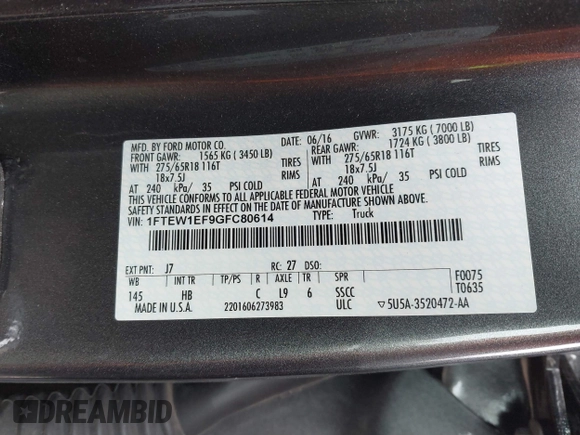 MFD. BY FORD MOTOR CO. DATE: 06/16 GVWR: 3175 KG ( 7000 LB)
FRONT GAWR: 1565 KG ( 3450 LB) REAR GAWR: 1724 KG ( 3800 LB)
WITH 275/65R18 116T TIRES WITH 275/65R18 116T TIRES
18x7.5J RIMS 18x7.5J RIMS
AT 240 kPa/ 35 PSI COLD AT 240 kPa/ 35 PSI COLD
THIS VEHICLE CONFORMS TO ALL APPLICABLE FEDERAL MOTOR VEHICLE
SAFETY STANDARDS IN EFFECT ON THE DATE OF MANUFACTURE SHOWN ABOVE.
VIN: 1FTEW1EF9GFC80614 TYPE: Truck
EXT PNT: J7 RC: 27 DSO: F0075
WB INT TR TP/PS R AXLE TR SPR T0635
145 HB C L9 6 SSCC
MADE IN U.S.A. 2201606273983 ULC ▽5U5A-3520472-AA
DREAMBID